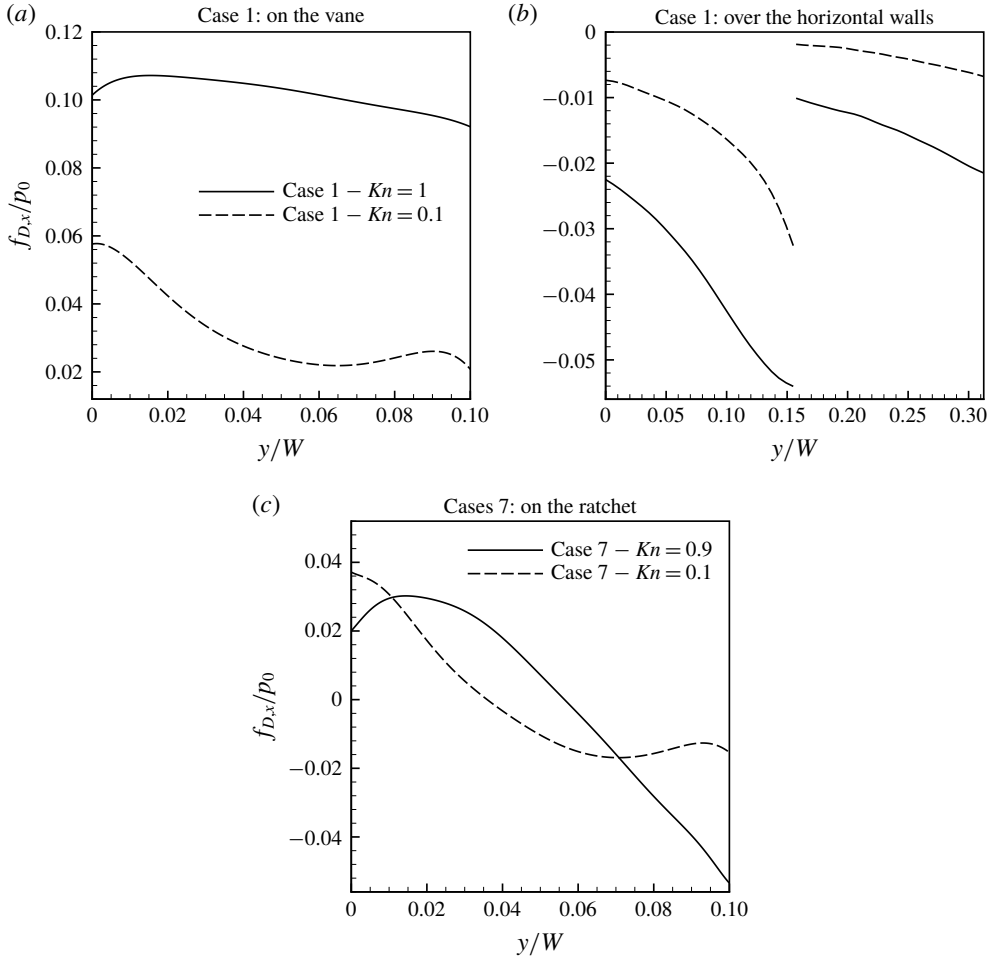 (a)
Case 1: on the vane
0.12
0.10
0.08
0.06
0.04
0.02
f_{D,x}/p_0
Case 1 – Kn = 1
Case 1 – Kn = 0.1
0
0.02
0.04
0.06
0.08
0.10
y/W
(b)
Case 1: over the horizontal walls
0
−0.01
−0.02
−0.03
−0.04
−0.05
0
0.05
0.10
0.15
0.20
0.25
0.30
y/W
(c)
Cases 7: on the ratchet
0.04
0.02
0
−0.02
−0.04
f_{D,x}/p_0
Case 7 – Kn = 0.9
Case 7 – Kn = 0.1
0
0.02
0.04
0.06
0.08
0.10
y/W